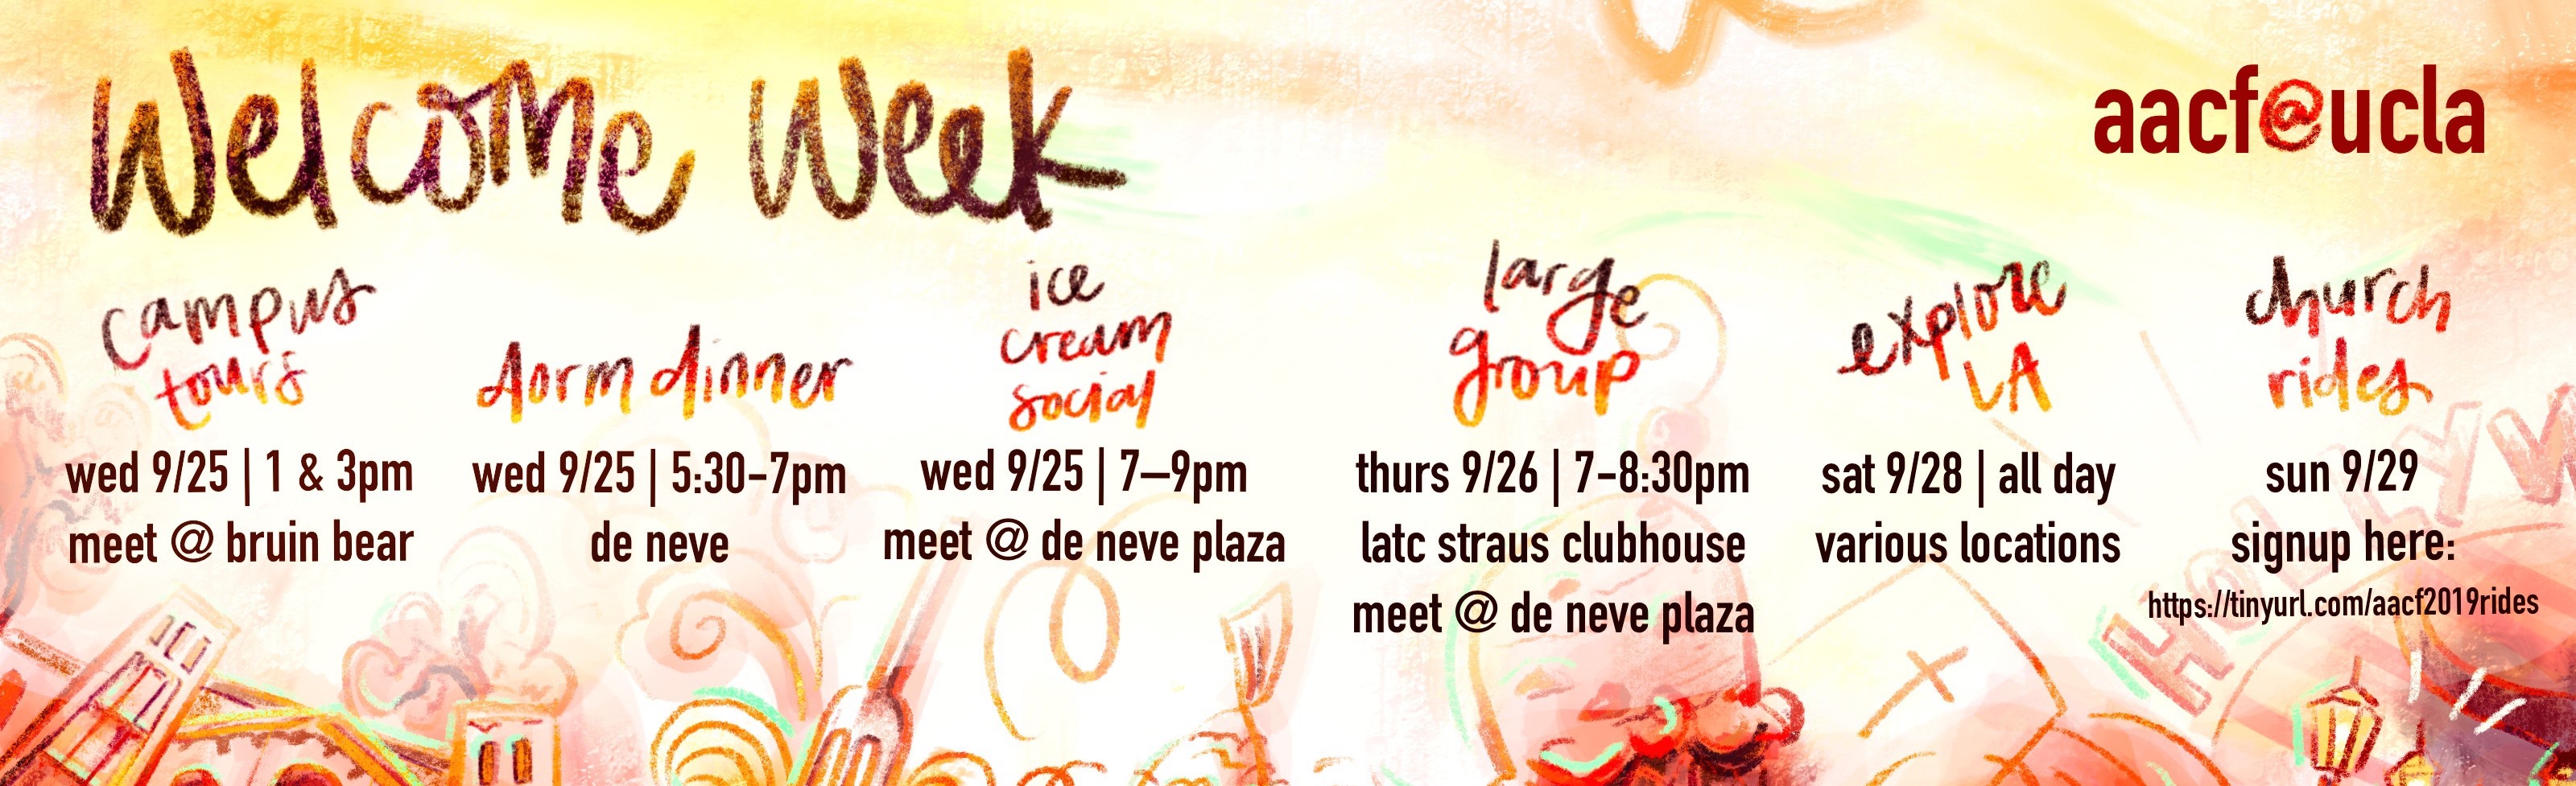 Welcome Week
aacf@ucla
campus
tours
wed 9/25 | 1 & 3pm
meet @ bruin bear
dorm dinner
wed 9/25 | 5:30-7pm
de neve
ice
cream
social
wed 9/25 | 7–9pm
meet @ de neve plaza
large
group
thurs 9/26 | 7-8:30pm
latc straus clubhouse
meet @ de neve plaza
explore
LA
sat 9/28 | all day
various locations
church
rides
sun 9/29
signup here:
https://tinyurl.com/aacf2019rides
HOLLYW